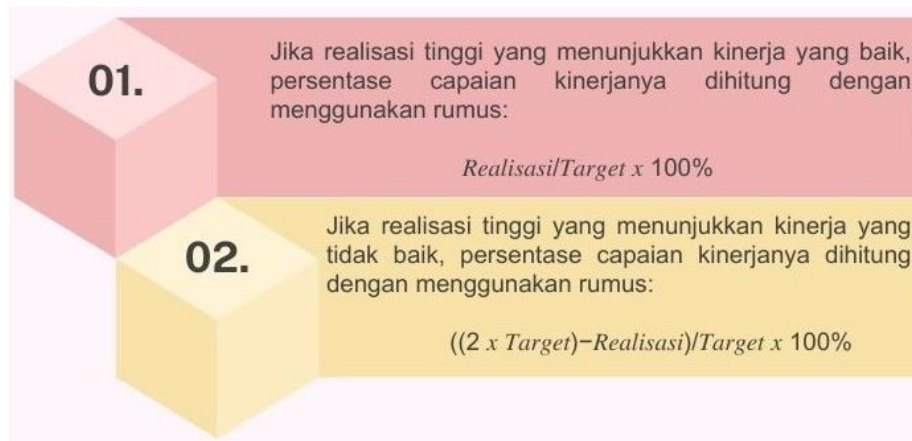 01.
Jika realisasi tinggi yang menunjukkan kinerja yang baik,
persentase capaian kinerjanya dihitung dengan
menggunakan rumus:
Realisasi/Target x 100%
02.
Jika realisasi tinggi yang menunjukkan kinerja yang
tidak baik, persentase capaian kinerjanya dihitung
dengan menggunakan rumus:
((2 x Target)−Realisasi)/Target x 100%